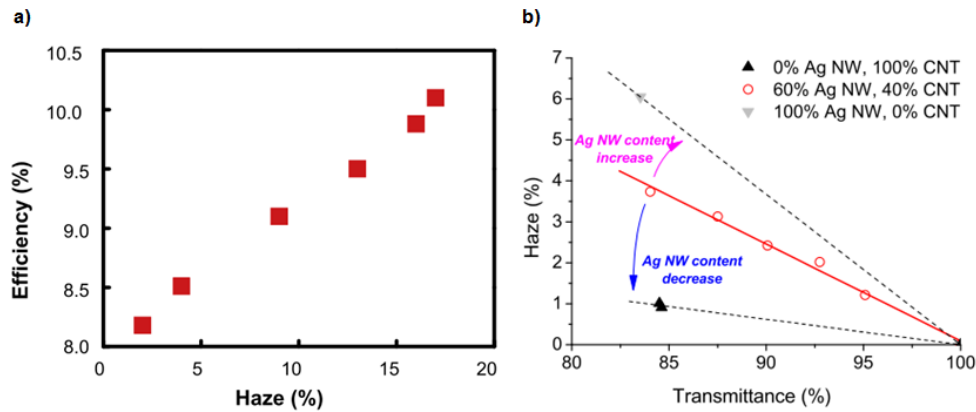 a)
10.5
10.0
9.5
9.0
8.5
8.0
Efficiency (%)
0
5
10
15
20
Haze (%)
b)
7
6
5
4
3
2
1
0
Haze (%)
▲ 0% Ag NW, 100% CNT
○ 60% Ag NW, 40% CNT
▼ 100% Ag NW, 0% CNT
Ag NW content
increase
Ag NW content
decrease
80
85
90
95
100
Transmittance (%)